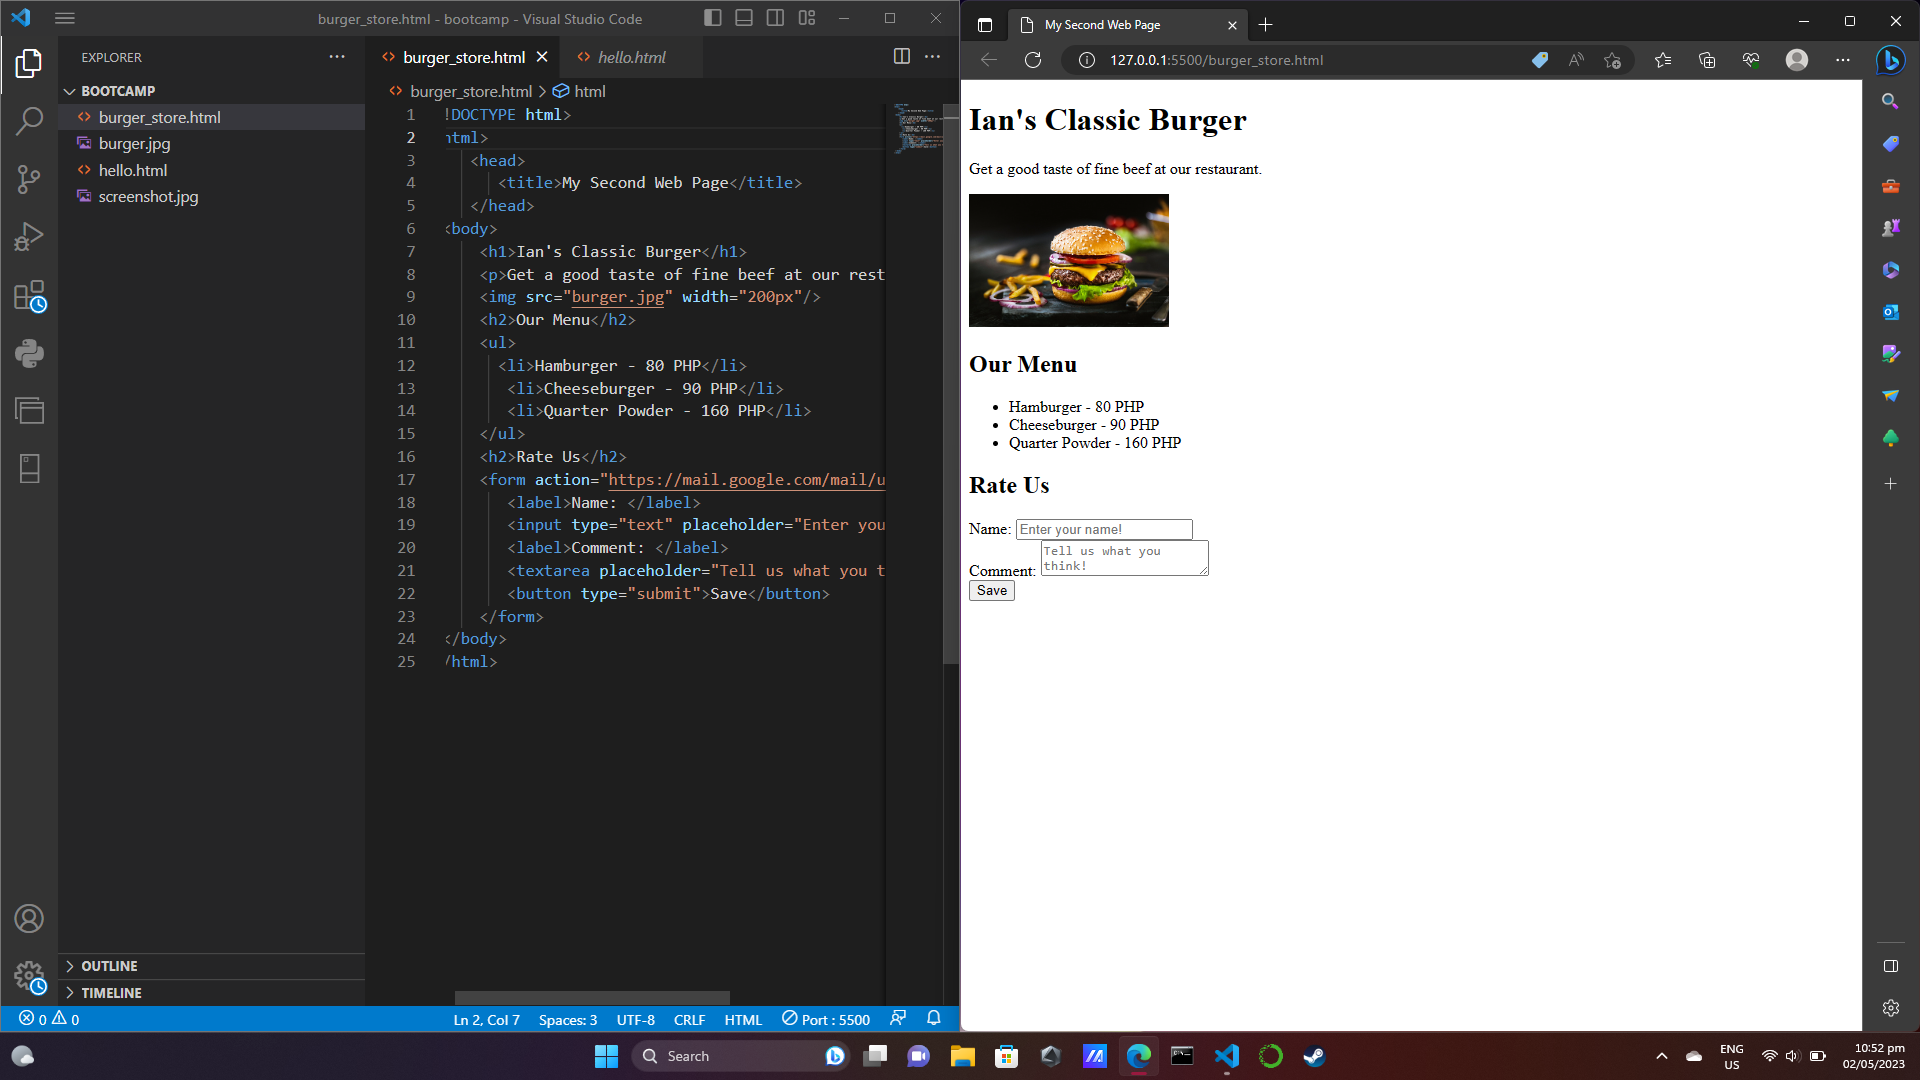 burger_store.html - bootcamp - Visual Studio Code
EXPLORER
BOOTCAMP
burger_store.html
burger.jpg
hello.html
screenshot.jpg
OUTLINE
TIMELINE
burger_store.html
hello.html
burger_store.html > html
1 !DOCTYPE html>
2 html>
3 <head>
4 <title>My Second Web Page</title>
5 </head>
6 <body>
7 <h1>Ian's Classic Burger</h1>
8 <p>Get a good taste of fine beef at our rest
9 <img src="burger.jpg" width="200px"/>
10 <h2>Our Menu</h2>
11 <ul>
12 <li>Hamburger - 80 PHP</li>
13 <li>Cheeseburger - 90 PHP</li>
14 <li>Quarter Powder - 160 PHP</li>
15 </ul>
16 <h2>Rate Us</h2>
17 <form action="https://mail.google.com/mail/u
18 <label>Name: </label>
19 <input type="text" placeholder="Enter you
20 <label>Comment: </label>
21 <textarea placeholder="Tell us what you t
22 <button type="submit">Save</button>
23 </form>
24 </body>
25 /html>
0 0
Ln 2, Col 7 Spaces: 3 UTF-8 CRLF HTML Port : 5500
My Second Web Page
127.0.0.1:5500/burger_store.html
Ian's Classic Burger
Get a good taste of fine beef at our restaurant.
Our Menu
• Hamburger - 80 PHP
• Cheeseburger - 90 PHP
• Quarter Powder - 160 PHP
Rate Us
Name: Enter your name!
Tell us what you
Comment: think!
Save
Search
ENG
US
10:52 pm
02/05/2023